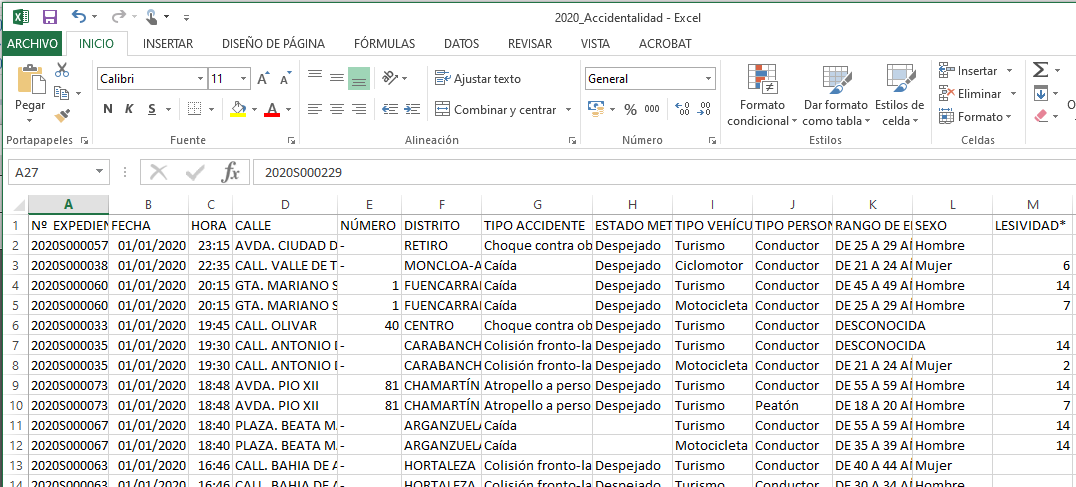 2020_Accidentalidad - Excel
ARCHIVO INICIO INSERTAR DISEÑO DE PÁGINA FÓRMULAS DATOS REVISAR VISTA ACROBAT
Pegar
Calibri 11 A A
N K S A
Ajustar texto
Combinar y centrar
General
% 000 ,0 ,00 ,00 ,0
Formato condicional
Dar formato como tabla
Estilos de celda
Insertar
Eliminar
Formato
Portapapeles Fuente Alineación Número Estilos Celdas
A27 fx 2020S000229
A B C D E F G H I J K L M
1 Nº EXPEDIEN FECHA HORA CALLE NÚMERO DISTRITO TIPO ACCIDENTE ESTADO MET TIPO VEHÍCU TIPO PERSON RANGO DE E SEXO LESIVIDAD*
2 2020S000057 01/01/2020 23:15 AVDA. CIUDAD D - RETIRO Choque contra ob Despejado Turismo Conductor DE 25 A 29 A Hombre
3 2020S000038 01/01/2020 22:35 CALL. VALLE DE T - MONCLOA-A Caída Despejado Ciclomotor Conductor DE 21 A 24 A Mujer 6
4 2020S000060 01/01/2020 20:15 GTA. MARIANO S 1 FUENCARRA Caída Despejado Turismo Conductor DE 45 A 49 A Hombre 14
5 2020S000060 01/01/2020 20:15 GTA. MARIANO S 1 FUENCARRA Caída Despejado Motocicleta Conductor DE 25 A 29 A Hombre 7
6 2020S000033 01/01/2020 19:45 CALL. OLIVAR 40 CENTRO Choque contra ob Despejado Turismo Conductor DESCONOCIDA
7 2020S000035 01/01/2020 19:30 CALL. ANTONIO - CARABANCH Colisión fronto-la Despejado Turismo Conductor DESCONOCIDA 14
8 2020S000035 01/01/2020 19:30 CALL. ANTONIO - CARABANCH Colisión fronto-la Despejado Motocicleta Conductor DE 21 A 24 A Mujer 2
9 2020S000073 01/01/2020 18:48 AVDA. PIO XII 81 CHAMARTÍN Atropello a perso Despejado Turismo Conductor DE 55 A 59 A Hombre 14
10 2020S000073 01/01/2020 18:48 AVDA. PIO XII 81 CHAMARTÍN Atropello a perso Despejado Turismo Peatón DE 18 A 20 A Hombre 7
11 2020S000067 01/01/2020 18:40 PLAZA. BEATA M - ARGANZUELA Caída Turismo Conductor DE 55 A 59 A Hombre 14
12 2020S000067 01/01/2020 18:40 PLAZA. BEATA M - ARGANZUELA Caída Motocicleta Conductor DE 35 A 39 A Hombre 14
13 2020S000063 01/01/2020 16:46 CALL. BAHIA DE A - HORTALEZA Colisión fronto-la Despejado Turismo Conductor DE 40 A 44 A Mujer
14 2020S000063 01/01/2020 16:46 CALL. BAHIA DE A - HORTALEZA Colisión fronto-la Despejado Turismo Conductor DE 30 A 34 A Hombre